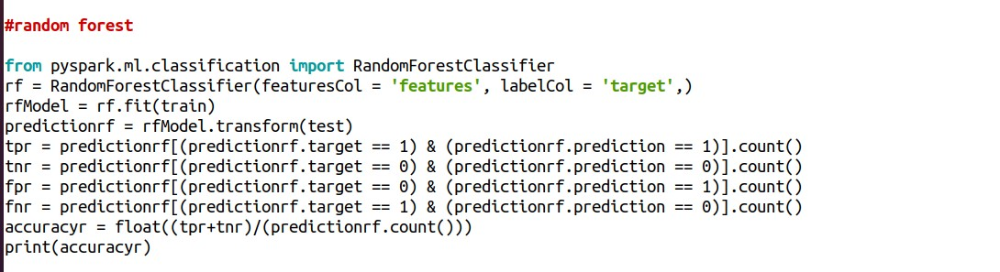 #random forest
from pyspark.ml.classification import RandomForestClassifier
rf = RandomForestClassifier(featuresCol = 'features', labelCol = 'target',)
rfModel = rf.fit(train)
predictionrf = rfModel.transform(test)
tpr = predictionrf[(predictionrf.target == 1) & (predictionrf.prediction == 1)].count()
tnr = predictionrf[(predictionrf.target == 0) & (predictionrf.prediction == 0)].count()
fpr = predictionrf[(predictionrf.target == 0) & (predictionrf.prediction == 1)].count()
fnr = predictionrf[(predictionrf.target == 1) & (predictionrf.prediction == 0)].count()
accuracyr = float((tpr+tnr)/(predictionrf.count()))
print(accuracyr)